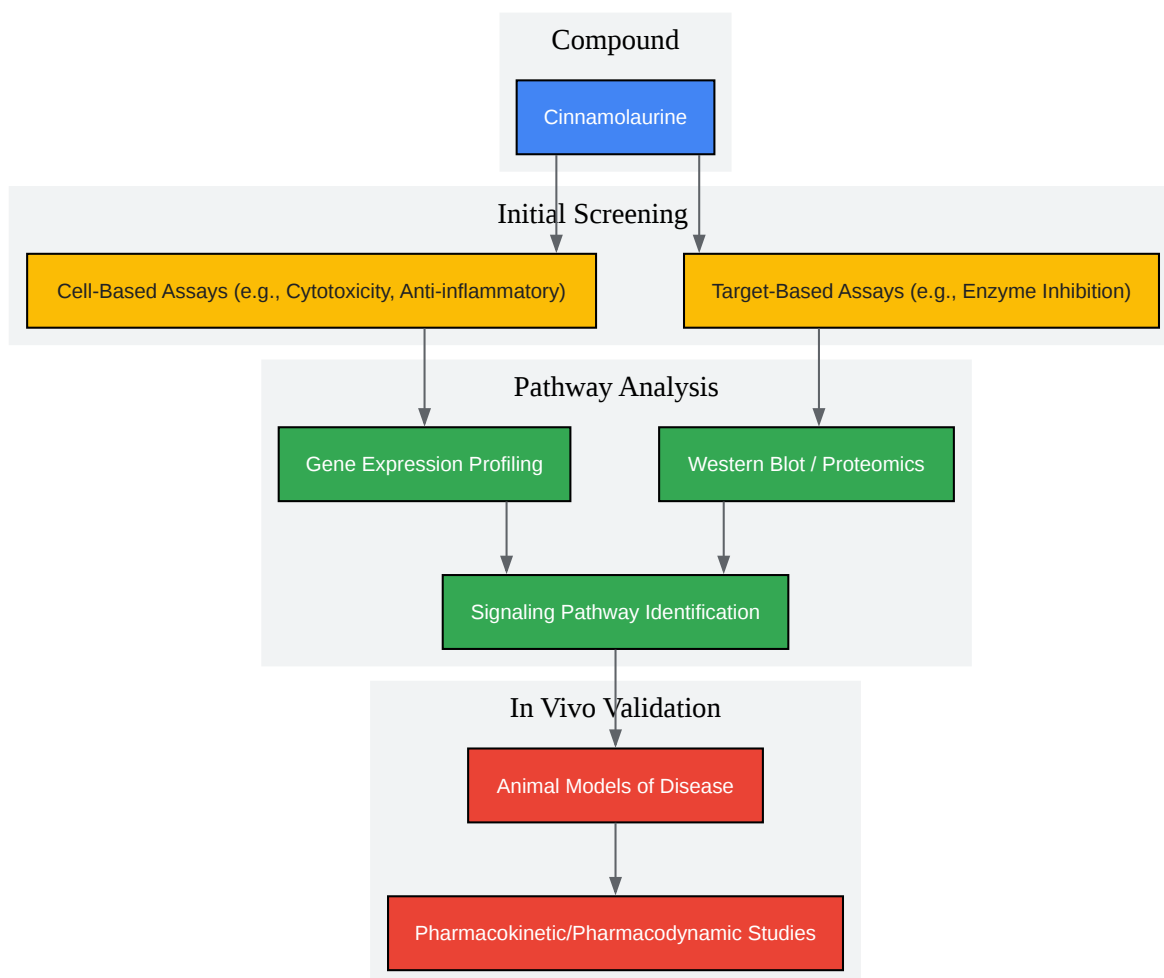 Compound
Cinnamolaurine
Initial Screening
Cell-Based Assays (e.g., Cytotoxicity, Anti-inflammatory)
Target-Based Assays (e.g., Enzyme Inhibition)
Pathway Analysis
Gene Expression Profiling
Western Blot / Proteomics
Signaling Pathway Identification
In Vivo Validation
Animal Models of Disease
Pharmacokinetic/Pharmacodynamic Studies